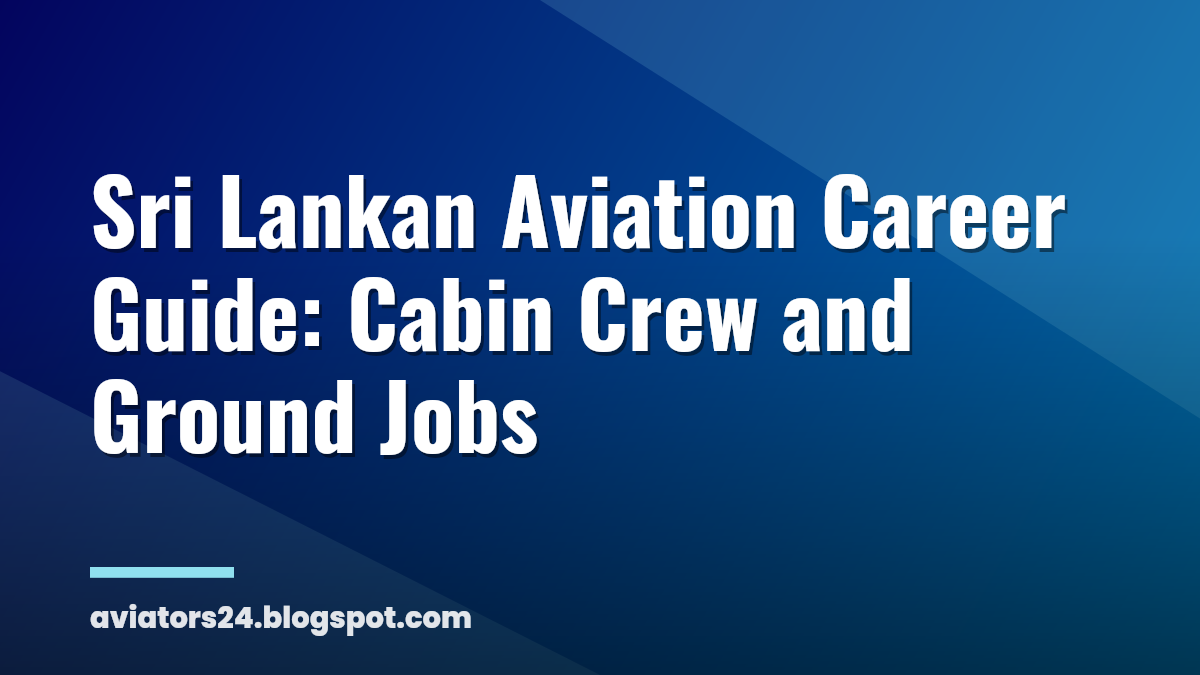 Sri Lankan Aviation Career
Guide: Cabin Crew and
Ground Jobs
aviators24.blogspot.com